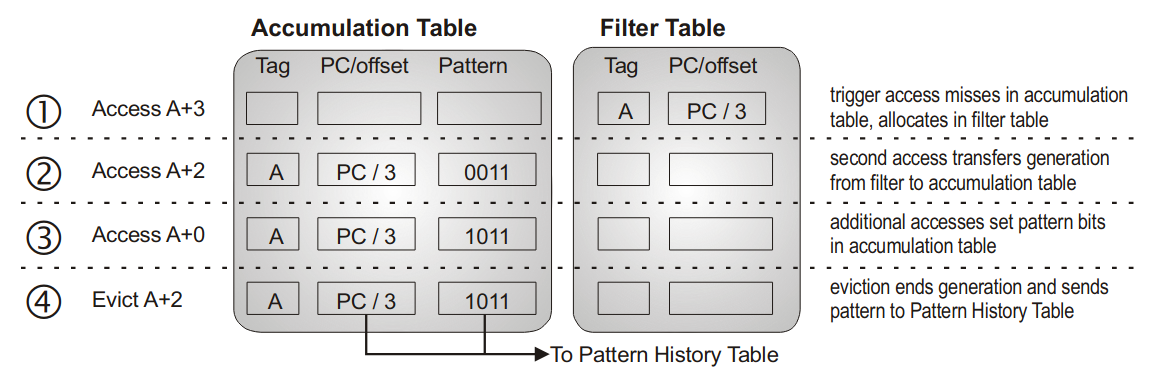 Accumulation Table Filter Table
Tag PC/offset Pattern Tag PC/offset
① Access A+3 A PC / 3 trigger access misses in accumulation
table, allocates in filter table
② Access A+2 A PC / 3 0011 second access transfers generation
from filter to accumulation table
③ Access A+0 A PC / 3 1011 additional accesses set pattern bits
in accumulation table
④ Evict A+2 A PC / 3 1011 eviction ends generation and sends
pattern to Pattern History Table
To Pattern History Table